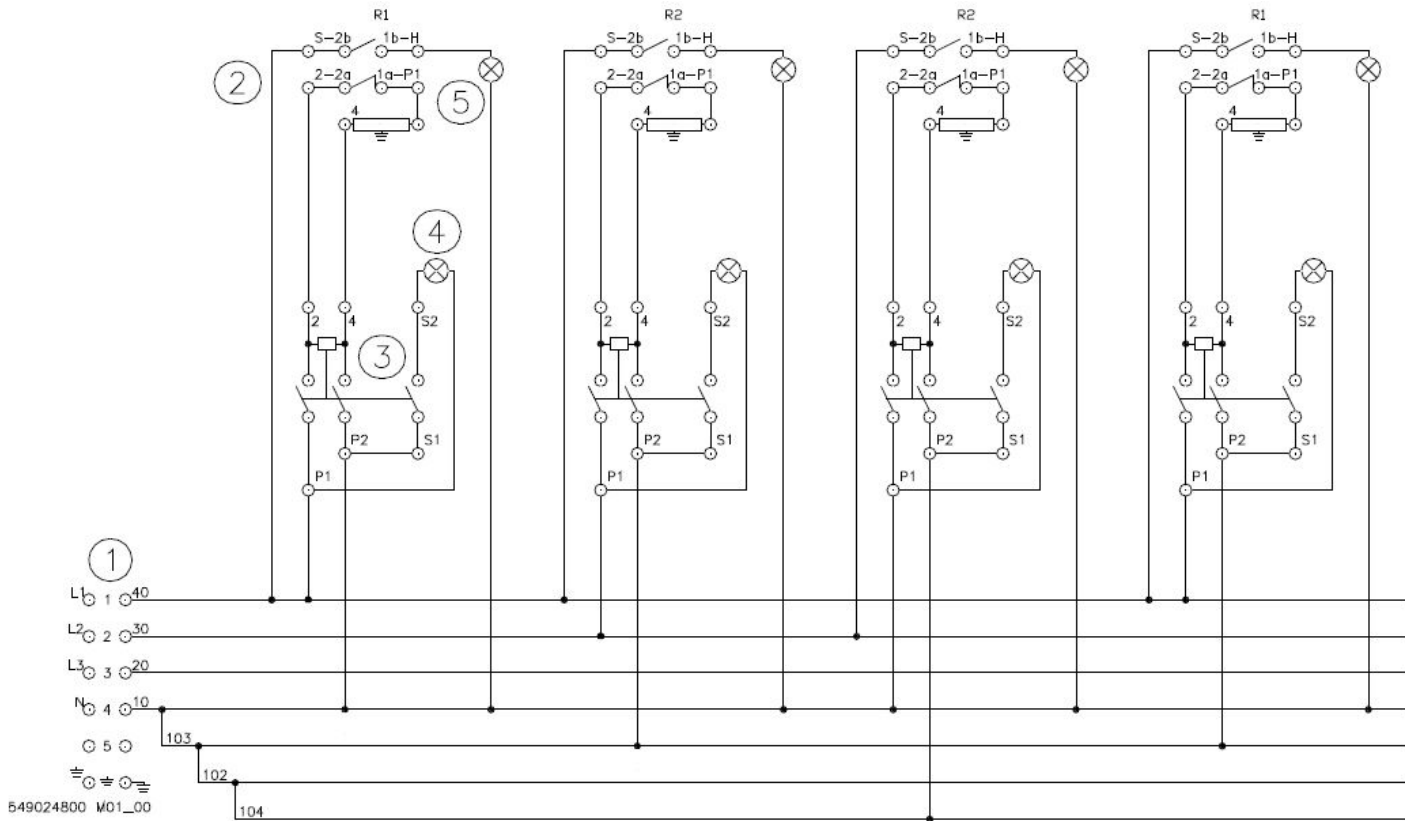 R1 R2 R2 R1
S-2b 1b-H S-2b 1b-H S-2b 1b-H S-2b 1b-H
2 2-2a 1a-P1 2-2a 1a-P1 2-2a 1a-P1 2-2a 1a-P1
5
4 4 4 4
4
2 4 S2 2 4 S2 2 4 S2 2 4 S2
3
P2 S1 P2 S1 P2 S1 P2 S1
P1 P1 P1 P1
1
L1 1 40
L2 2 30
L3 3 20
N 4 10
5 103
102
549024800 M01_00
104